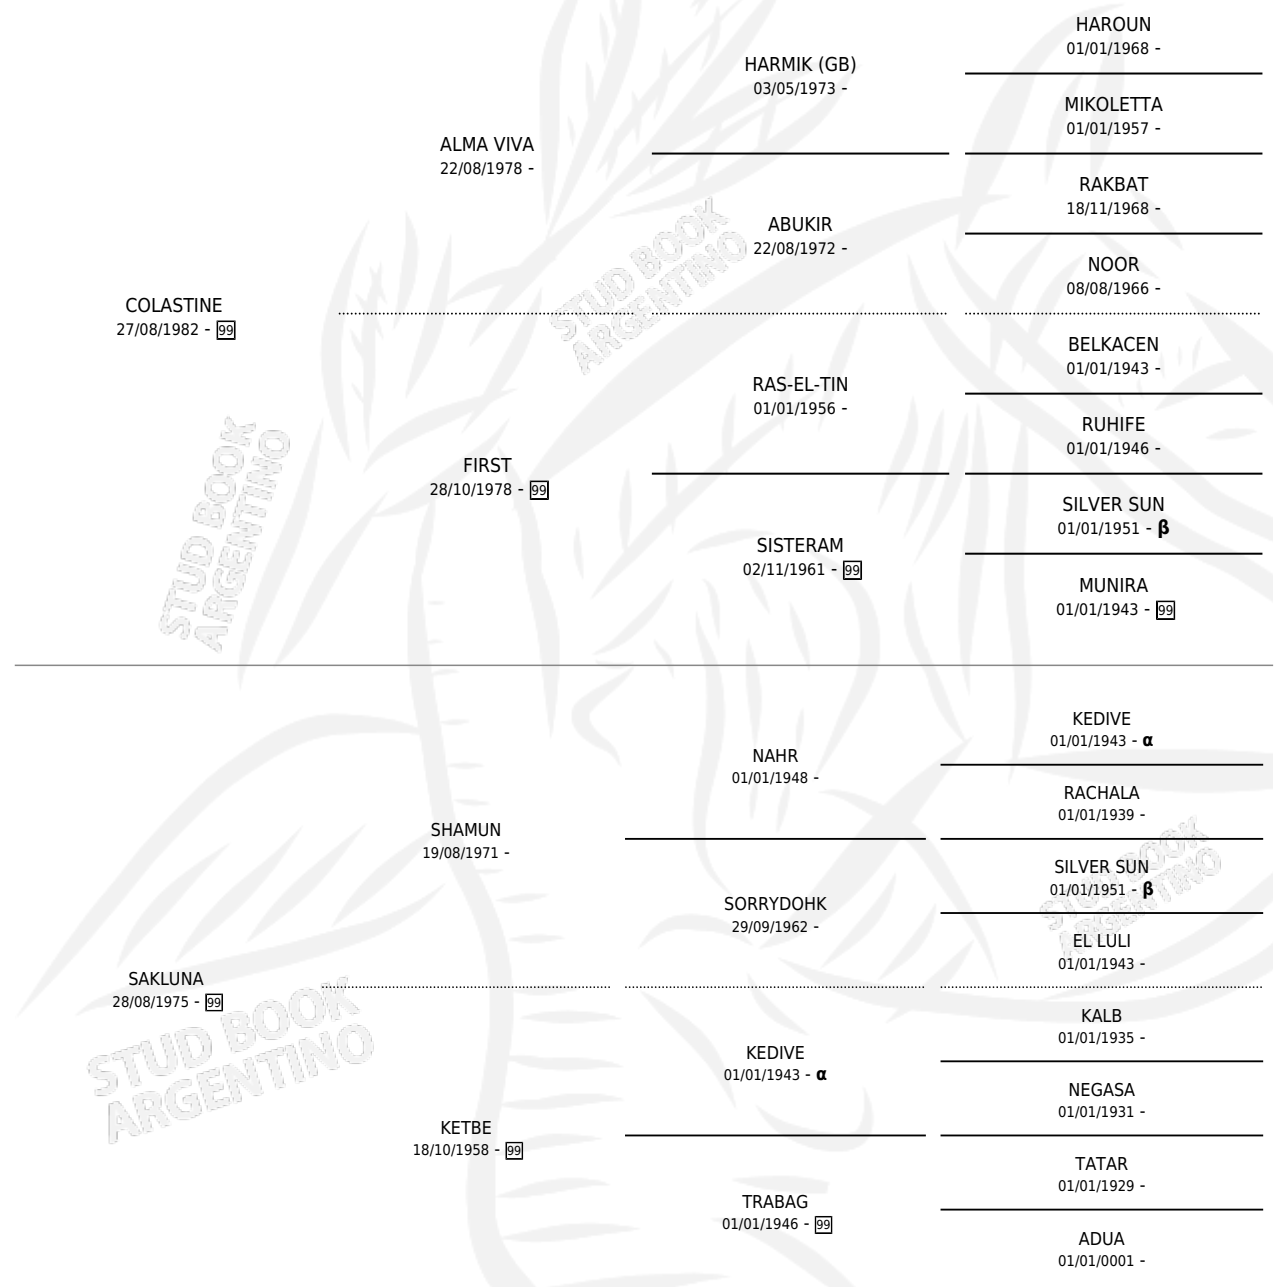 HAROUN
01/01/1968 -
HARMIK (GB)
03/05/1973 -
MIKOLETTA
01/01/1957 -
ALMA VIVA
22/08/1978 -
RAKBAT
18/11/1968 -
ABUKIR
22/08/1972 -
NOOR
08/08/1966 -
COLASTINE
27/08/1982 - 99
BELKACEN
01/01/1943 -
RAS-EL-TIN
01/01/1956 -
RUHIFE
01/01/1946 -
FIRST
28/10/1978 - 99
SILVER SUN
01/01/1951 - β
SISTERAM
02/11/1961 - 99
MUNIRA
01/01/1943 - 99
STUD BOOK
ARGENTINO
STUD BOOK
ARGENTINO
KEDIVE
01/01/1943 - α
NAHR
01/01/1948 -
RACHALA
01/01/1939 -
SHAMUN
19/08/1971 -
SILVER SUN
01/01/1951 - β
SORRYDOHK
29/09/1962 -
EL LULI
01/01/1943 -
SAKLUNA
28/08/1975 - 99
KALB
01/01/1935 -
KEDIVE
01/01/1943 - α
NEGASA
01/01/1931 -
KETBE
18/10/1958 - 99
TATAR
01/01/1929 -
TRABAG
01/01/1946 - 99
ADUA
01/01/0001 -
STUD BOOK
ARGENTINO
STUD BOOK
ARGENTINO